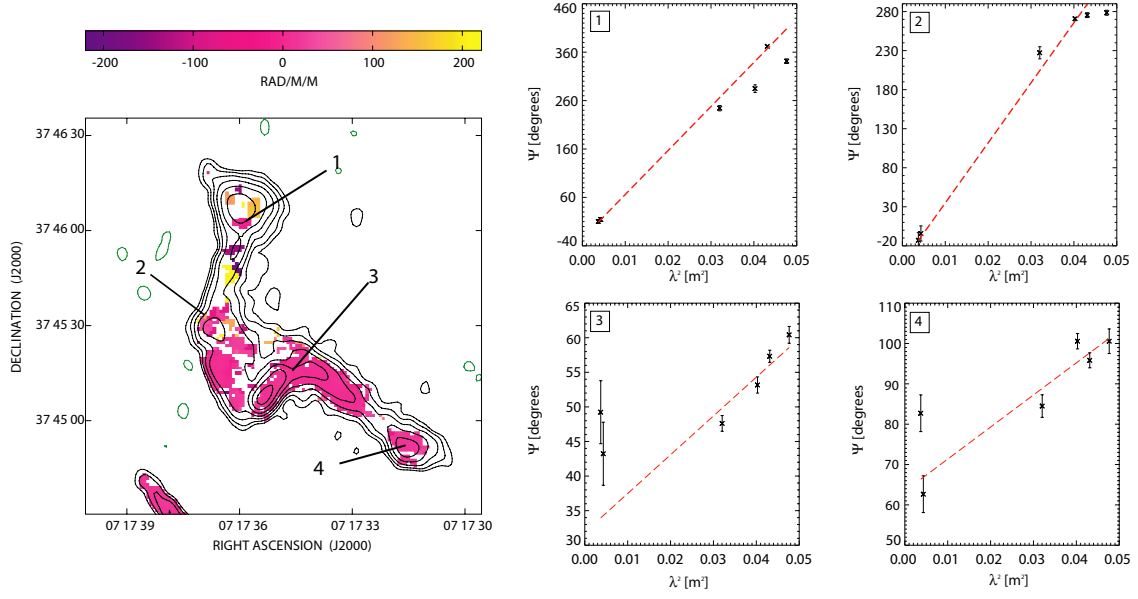 -200 -100 0 100 200
RAD/M/M
DECLINATION (J2000)
37 46 30
37 46 00
37 45 30
37 45 00
1
2
3
4
07 17 39 07 17 36 07 17 33 07 17 30
RIGHT ASCENSION (J2000)
1
Ψ [degrees]
460
360
260
160
60
-40
0.00 0.01 0.02 0.03 0.04 0.05
λ² [m²]
2
Ψ [degrees]
280
230
180
130
80
30
-20
0.00 0.01 0.02 0.03 0.04 0.05
λ² [m²]
3
Ψ [degrees]
65
60
55
50
45
40
35
30
0.00 0.01 0.02 0.03 0.04 0.05
λ² [m²]
4
Ψ [degrees]
110
100
90
80
70
60
50
0.00 0.01 0.02 0.03 0.04 0.05
λ² [m²]